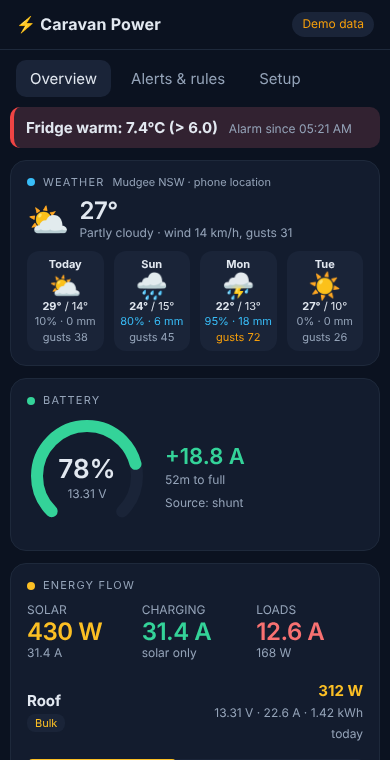 ⚡ Caravan Power
Demo data
Overview Alerts & rules Setup
Fridge warm: 7.4°C (> 6.0) Alarm since 05:21 AM
WEATHER Mudgee NSW · phone location
27°
Partly cloudy · wind 14 km/h, gusts 31
Today Sun Mon Tue
29° / 14° 24° / 15° 22° / 13° 27° / 10°
10% · 0 mm 80% · 6 mm 95% · 18 mm 0% · 0 mm
gusts 38 gusts 45 gusts 72 gusts 26
BATTERY
78%
13.31 V
+18.8 A
52m to full
Source: shunt
ENERGY FLOW
SOLAR CHARGING LOADS
430 W 31.4 A 12.6 A
31.4 A solar only 168 W
Roof
Bulk
312 W
13.31 V · 22.6 A · 1.42 kWh
today